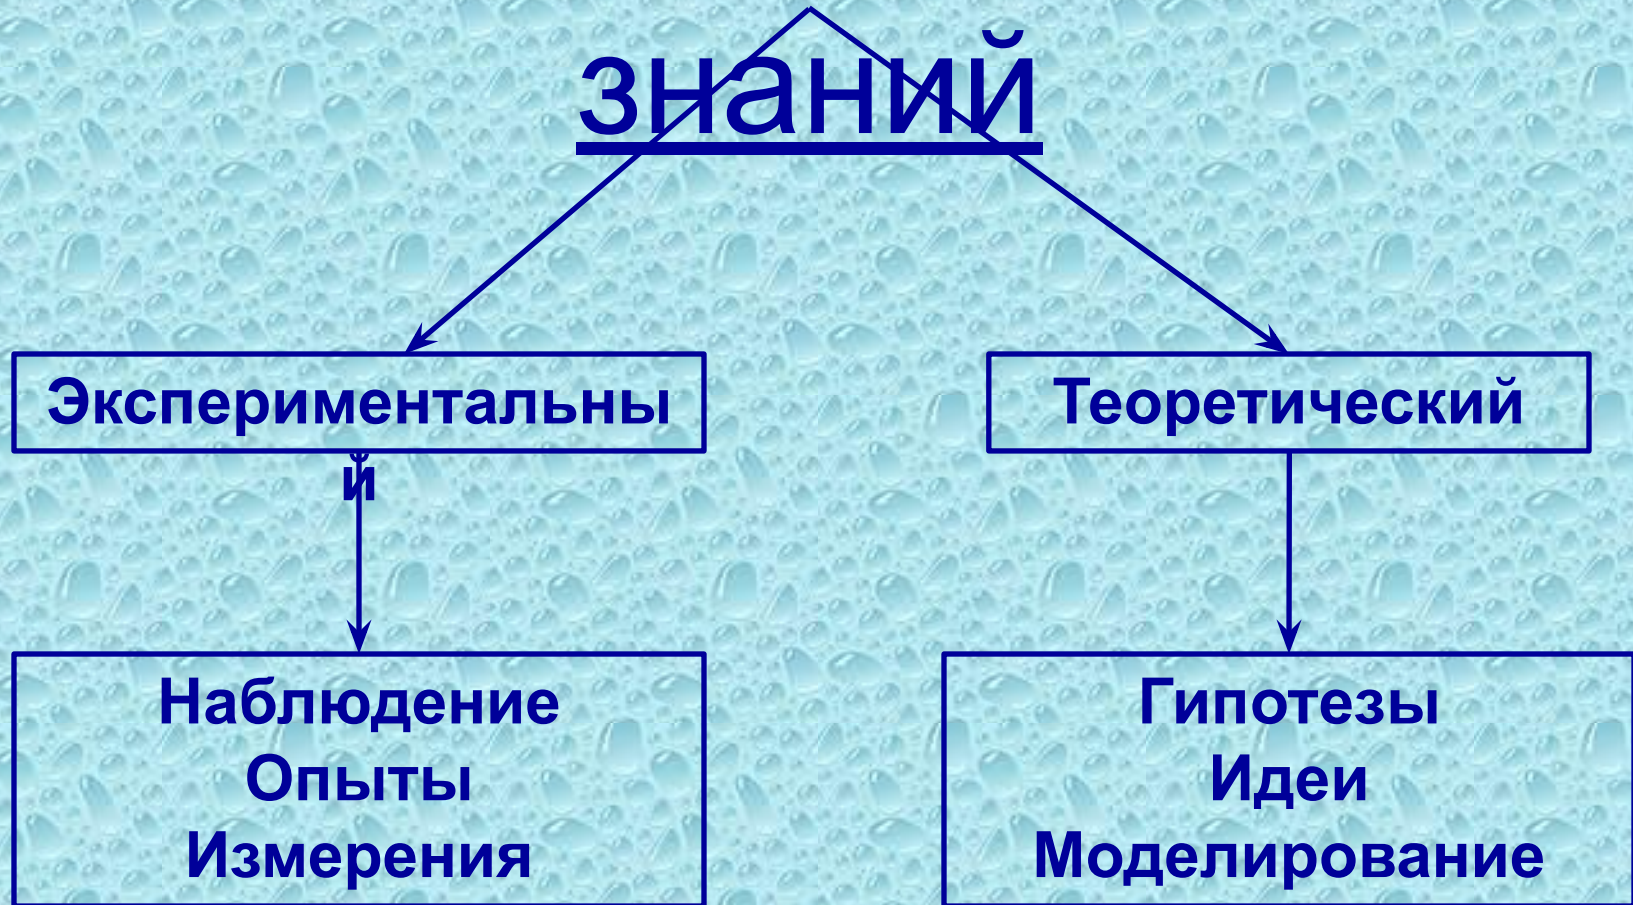 знаний
Экспериментальны
й
Теоретический
Наблюдение
Опыты
Измерения
Гипотезы
Идеи
Моделирование